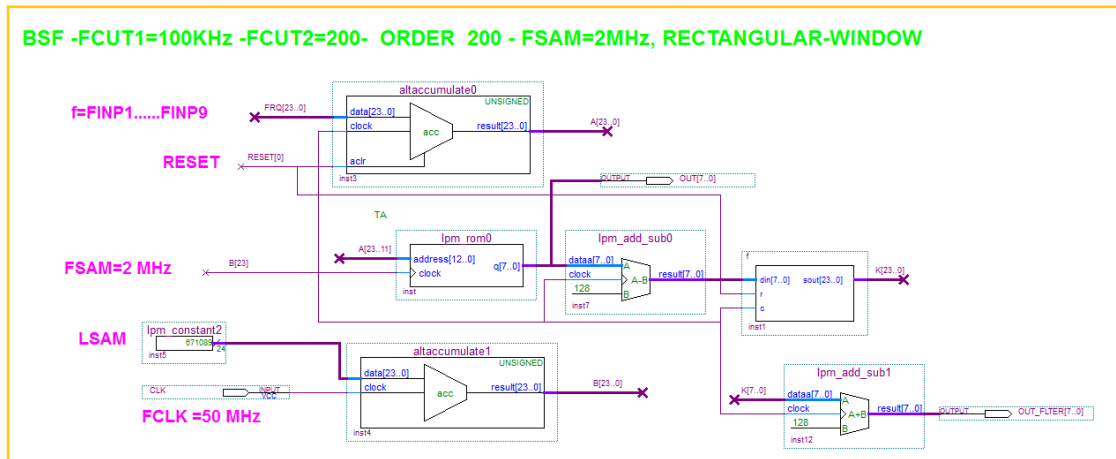 BSF -FCUT1=100KHz -FCUT2=200- ORDER 200 - FSAM=2MHz, RECTANGULAR-WINDOW
altaccumulate0
UNSIGNED
f=FINP1......FINP9
FRQ[23..0]
data[23..0]
clock
acc
result[23..0]
A[23..0]
RESET
RESET[0]
aclr
inst3
OUTPUT
OUT[7..0]
TA
lpm_rom0
A[23..11]
address[12..0]
q[7..0]
clock
inst
lpm_add_sub0
dataa[7..0]
A
clock
A-B
result[7..0]
128
B
inst7
f
din[7..0]
sout[23..0]
r
c
inst1
K[23..0]
FSAM=2 MHz
B[23]
LSAM
lpm_constant2
671089
24
inst5
altaccumulate1
UNSIGNED
data[23..0]
clock
acc
result[23..0]
B[23..0]
inst4
CLK
INPUT
VCC
FCLK =50 MHz
lpm_add_sub1
K[7..0]
dataa[7..0]
A
clock
A+B
result[7..0]
128
B
inst12
OUTPUT
OUT_FLTER[7..0]